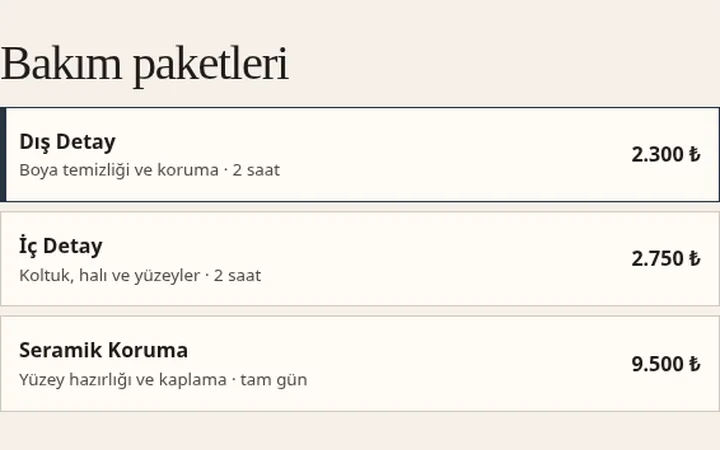 Bakım paketleri
Dış Detay
Boya temizliği ve koruma · 2 saat
2.300 ₺
İç Detay
Koltuk, halı ve yüzeyler · 2 saat
2.750 ₺
Seramik Koruma
Yüzey hazırlığı ve kaplama · tam gün
9.500 ₺